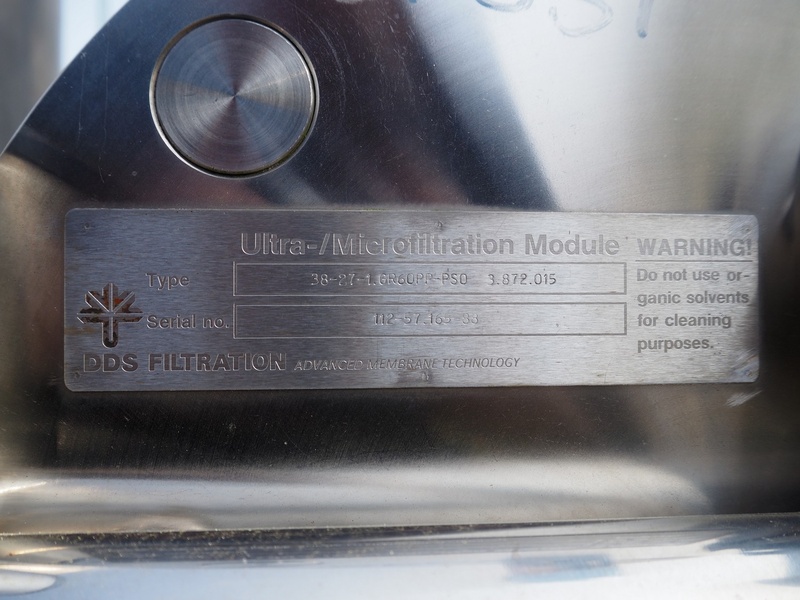 Ultra-/Microfiltration Module
Type 38-27-1.GR60PP-PSO 3.872.015
Serial no.
DDS FILTRATION ADVANCED MEMBRANE TECHNOLOGY
WARNING!
Do not use or-
ganic solvents
for cleaning
purposes.